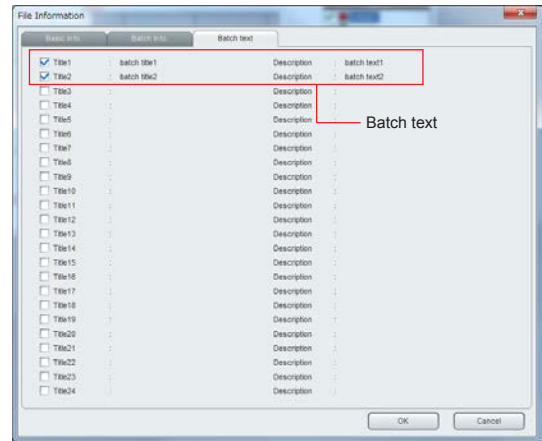 File Information
Basic Info. Batch Info. Batch text
Title1 : batch title1 Description : batch text1
Title2 : batch title2 Description : batch text2
Title3 : Description :
Title4 : Description :
Batch text
Title5 : Description :
Title6 : Description :
Title7 : Description :
Title8 : Description :
Title9 : Description :
Title10 : Description :
Title11 : Description :
Title12 : Description :
Title13 : Description :
Title14 : Description :
Title15 : Description :
Title16 : Description :
Title17 : Description :
Title18 : Description :
Title19 : Description :
Title20 : Description :
Title21 : Description :
Title22 : Description :
Title23 : Description :
Title24 : Description :
OK Cancel